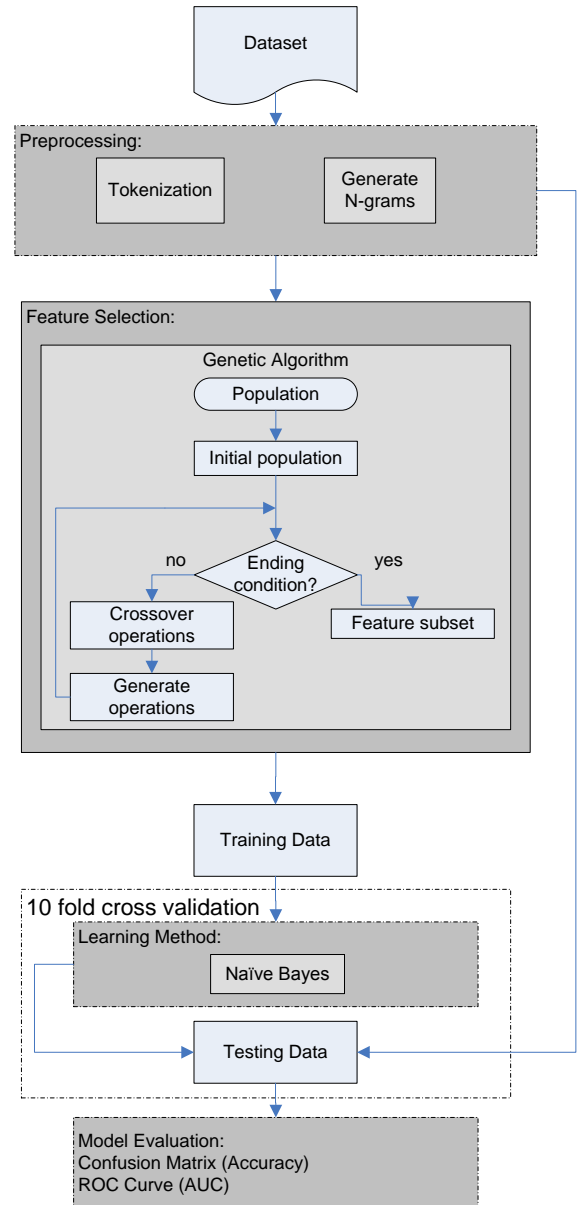 Dataset
Preprocessing:
Tokenization
Generate
N-grams
Feature Selection:
Genetic Algorithm
Population
Initial population
no
Ending
condition?
yes
Crossover
operations
Feature subset
Generate
operations
Training Data
10 fold cross validation
Learning Method:
Naïve Bayes
Testing Data
Model Evaluation:
Confusion Matrix (Accuracy)
ROC Curve (AUC)